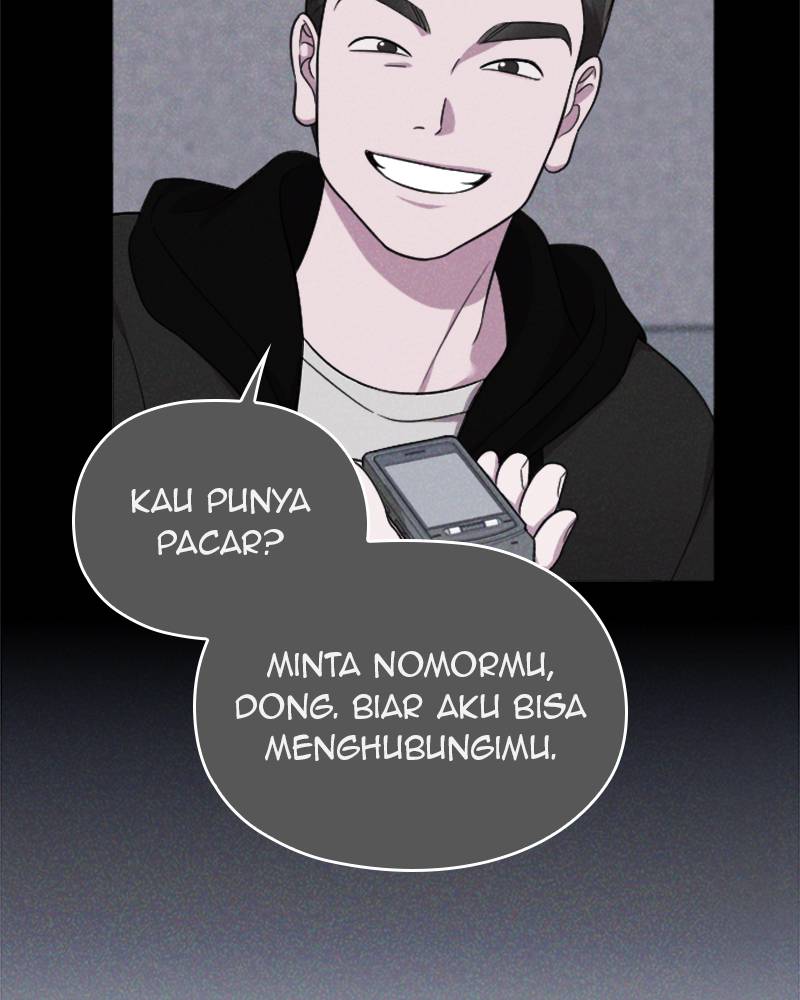 KAU PUNYA
PACAR?
MINTA NOMORMU,
DONG. BIAR AKU BISA
MENGHUBUNGIMU.